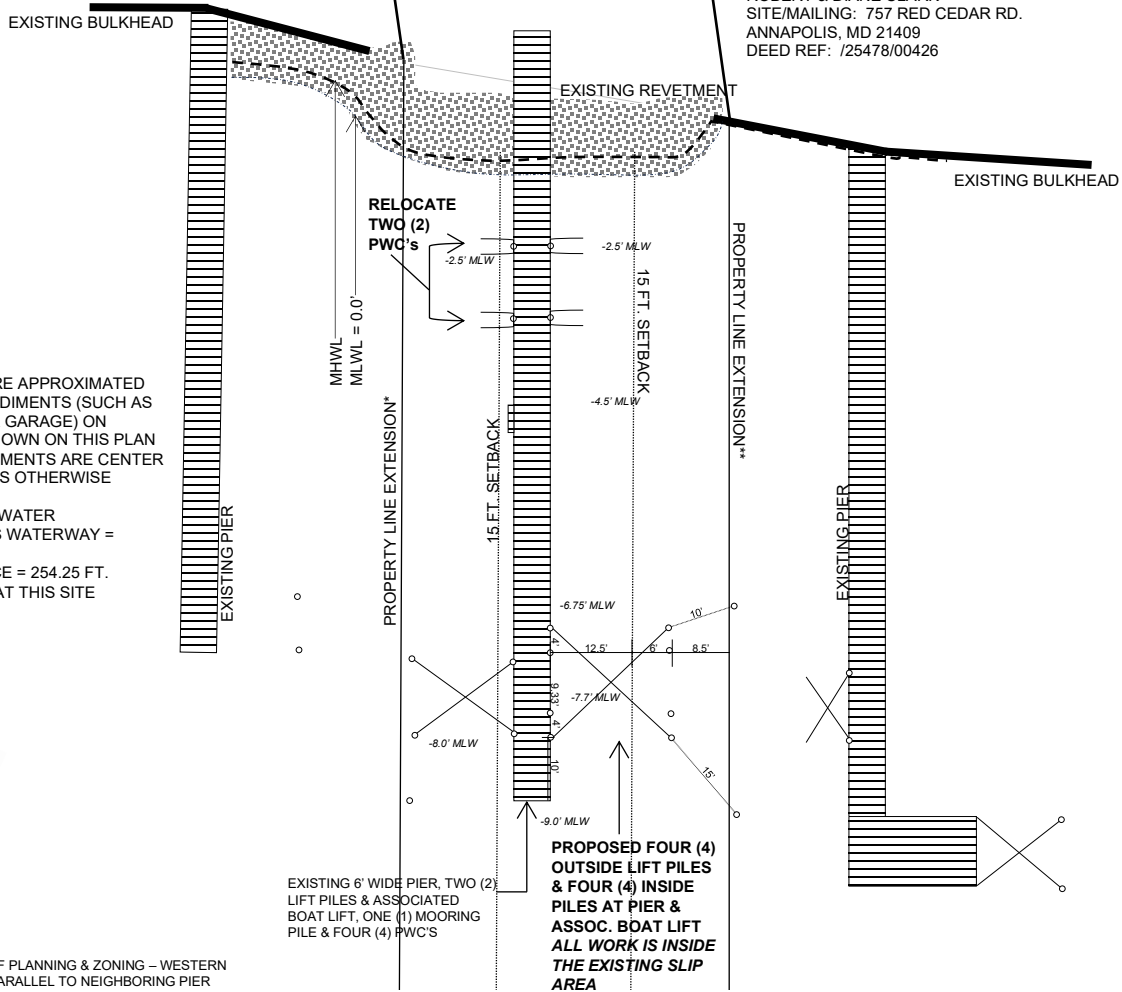 EXISTING BULKHEAD
SITE/MAILING: 757 RED CEDAR RD.
ANNAPOLIS, MD 21409
DEED REF: /25478/00426
EXISTING REVETMENT
EXISTING BULKHEAD
RELOCATE
TWO (2)
PWC's
-2.5' MLW
-2.5' MLW
15 FT. SETBACK
PROPERTY LINE EXTENSION**
MHWL
MLWL = 0.0'
RE APPROXIMATED
DIMENTS (SUCH AS
GARAGE) ON
OWN ON THIS PLAN
MENTS ARE CENTER
S OTHERWISE
WATER
S WATERWAY =
CE = 254.25 FT.
AT THIS SITE
-4.5' MLW
PROPERTY LINE EXTENSION*
15 FT. SETBACK
EXISTING PIER
EXISTING PIER
-6.75' MLW
10'
4'
12.5'
6'
8.5'
9.33'
-7.7' MLW
4'
-8.0' MLW
10'
15'
-9.0' MLW
EXISTING 6' WIDE PIER, TWO (2)
LIFT PILES & ASSOCIATED
BOAT LIFT, ONE (1) MOORING
PILE & FOUR (4) PWC'S
PROPOSED FOUR (4)
OUTSIDE LIFT PILES
& FOUR (4) INSIDE
PILES AT PIER &
ASSOC. BOAT LIFT
ALL WORK IS INSIDE
THE EXISTING SLIP
AREA
F PLANNING & ZONING – WESTERN
ARALLEL TO NEIGHBORING PIER